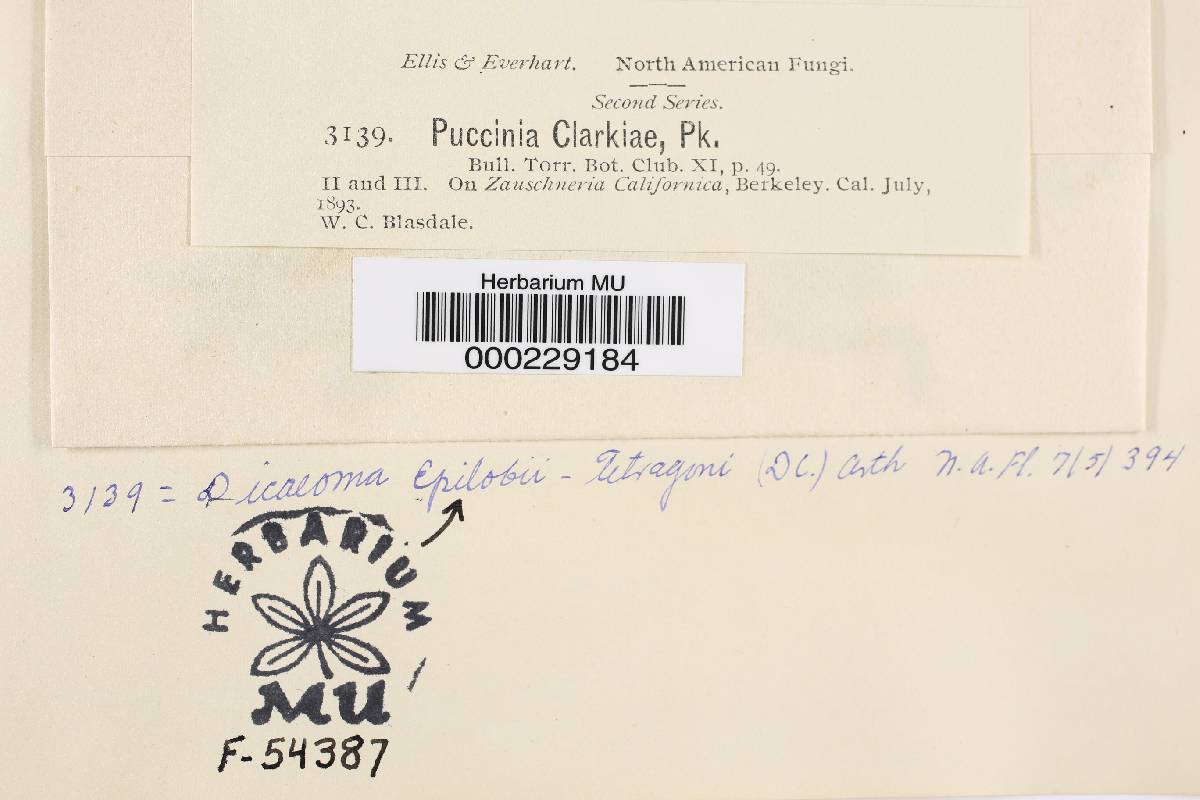 Ellis & Everhart. North American Fungi.
Second Series.
3139. Puccinia Clarkiae, Pk.
Bull. Torr. Bot. Club. XI, p. 49.
II and III. On Zauschneria Californica, Berkeley. Cal. July,
1893.
W. C. Blasdale.
Herbarium MU
000229184
3139 = Dicaeoma Epilobii - Tetragoni (DC.) Arth N. A. Fl. 7(5) 394
HERBARIUM
MU
F-54387